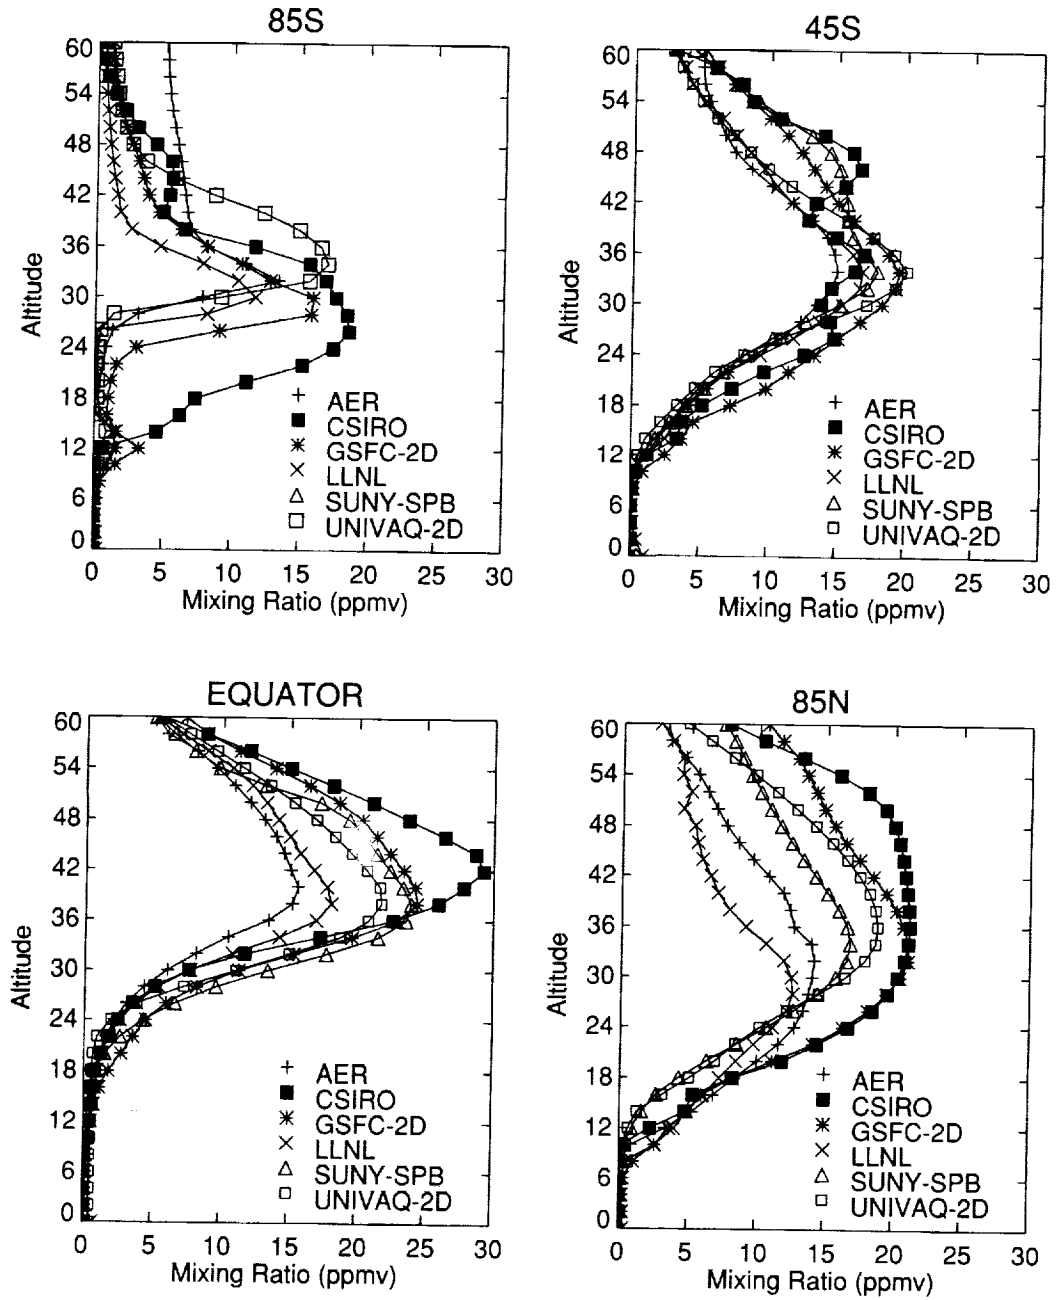 85S
60
54
48
42
36
30
24
18
12
6
0
Altitude
AER
CSIRO
GSFC-2D
LLNL
SUNY-SPB
UNIVAQ-2D
0 5 10 15 20 25 30
Mixing Ratio (ppmv)
45S
60
54
48
42
36
30
24
18
12
6
0
Altitude
AER
CSIRO
GSFC-2D
LLNL
SUNY-SPB
UNIVAQ-2D
0 5 10 15 20 25 30
Mixing Ratio (ppmv)
EQUATOR
60
54
48
42
36
30
24
18
12
6
0
Altitude
AER
CSIRO
GSFC-2D
LLNL
SUNY-SPB
UNIVAQ-2D
0 5 10 15 20 25 30
Mixing Ratio (ppmv)
85N
60
54
48
42
36
30
24
18
12
6
0
Altitude
AER
CSIRO
GSFC-2D
LLNL
SUNY-SPB
UNIVAQ-2D
0 5 10 15 20 25 30
Mixing Ratio (ppmv)